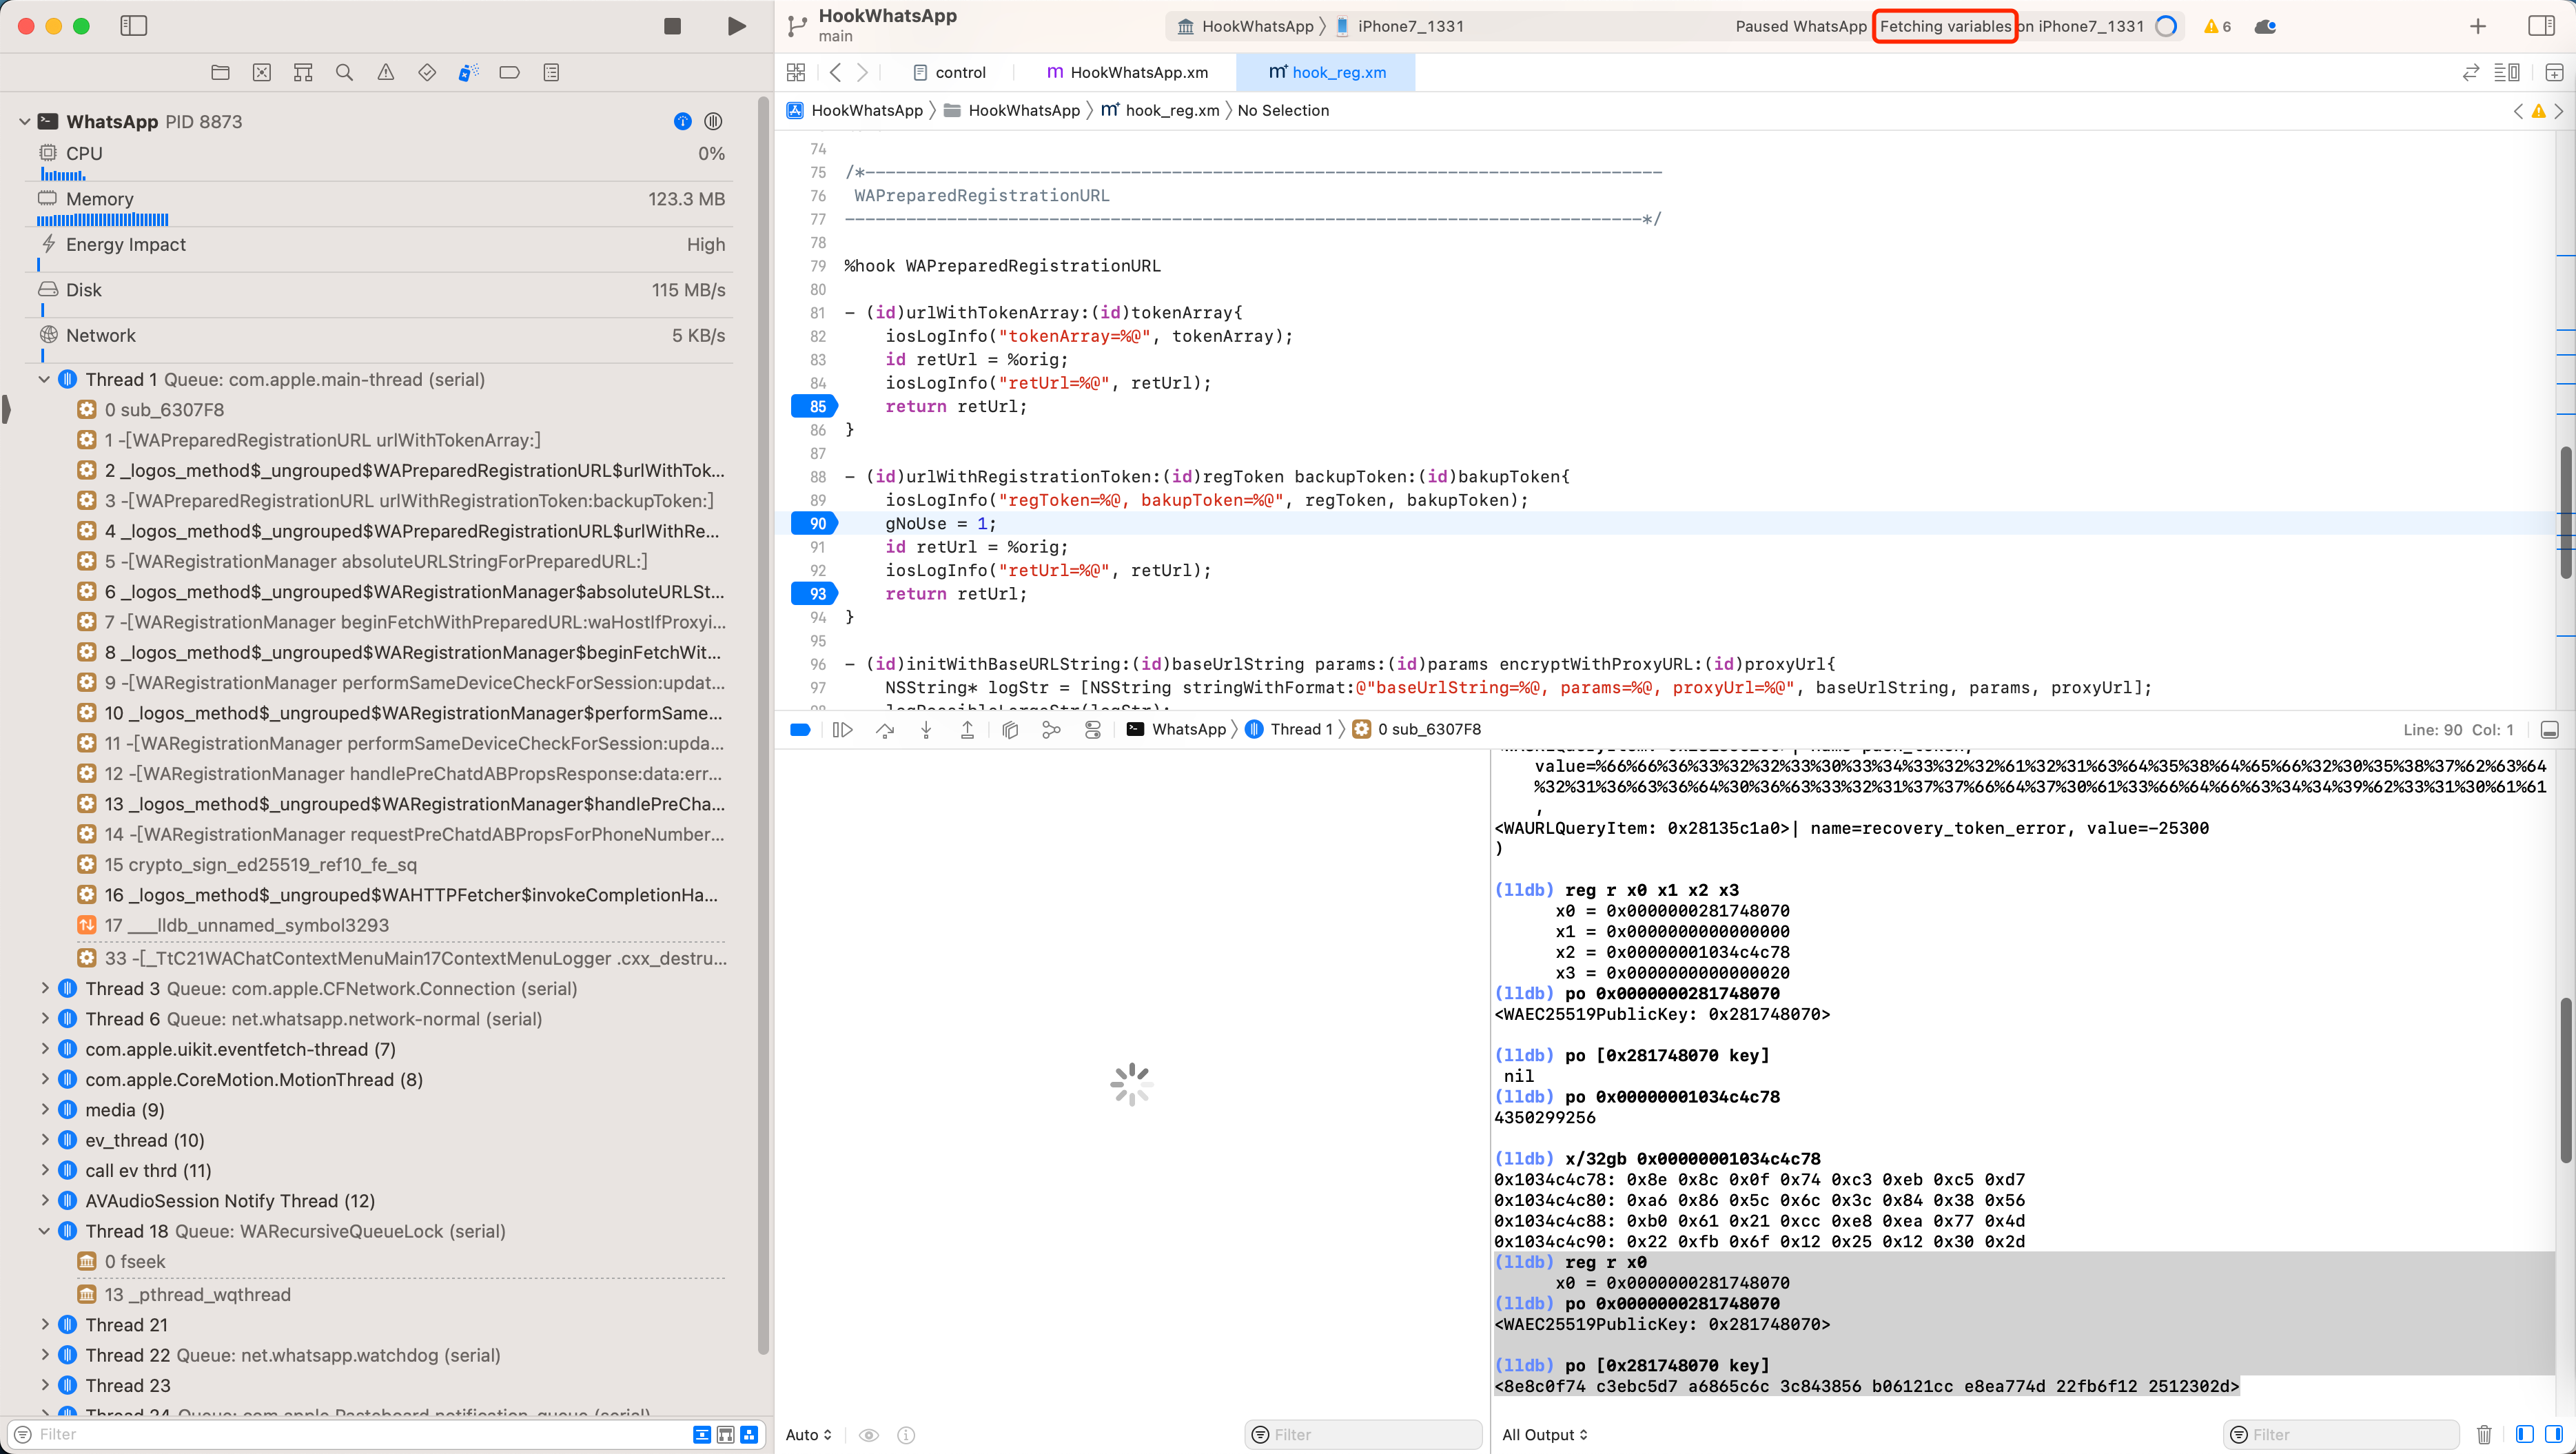 HookWhatsApp
main
HookWhatsApp
iPhone7_1331
Paused WhatsApp Fetching variables on iPhone7_1331
6
control
HookWhatsApp.xm
hook_reg.xm
HookWhatsApp
HookWhatsApp
hook_reg.xm
No Selection
WhatsApp PID 8873
CPU 0%
Memory 123.3 MB
Energy Impact High
Disk 115 MB/s
Network 5 KB/s
Thread 1 Queue: com.apple.main-thread (serial)
0 sub_6307F8
1 -[WAPreparedRegistrationURL urlWithTokenArray:]
2 _logos_method$_ungrouped$WAPreparedRegistrationURL$urlWithTok...
3 -[WAPreparedRegistrationURL urlWithRegistrationToken:backupToken:]
4 _logos_method$_ungrouped$WAPreparedRegistrationURL$urlWithRe...
5 -[WARegistrationManager absoluteURLStringForPreparedURL:]
6 _logos_method$_ungrouped$WARegistrationManager$absoluteURLSt...
7 -[WARegistrationManager beginFetchWithPreparedURL:waHostIfProxyi...
8 _logos_method$_ungrouped$WARegistrationManager$beginFetchWit...
9 -[WARegistrationManager performSameDeviceCheckForSession:updat...
10 _logos_method$_ungrouped$WARegistrationManager$performSame...
11 -[WARegistrationManager performSameDeviceCheckForSession:upda...
12 -[WARegistrationManager handlePreChatdABPropsResponse:data:err...
13 _logos_method$_ungrouped$WARegistrationManager$handlePreCha...
14 -[WARegistrationManager requestPreChatdABPropsForPhoneNumber...
15 crypto_sign_ed25519_ref10_fe_sq
16 _logos_method$_ungrouped$WAHTTPFetcher$invokeCompletionHa...
17 ___lldb_unnamed_symbol3293
33 -[_TtC21WAChatContextMenuMain17ContextMenuLogger .cxx_destru...
Thread 3 Queue: com.apple.CFNetwork.Connection (serial)
Thread 6 Queue: net.whatsapp.network-normal (serial)
com.apple.uikit.eventfetch-thread (7)
com.apple.CoreMotion.MotionThread (8)
media (9)
ev_thread (10)
call ev thrd (11)
AVAudioSession Notify Thread (12)
Thread 18 Queue: WARecursiveQueueLock (serial)
0 fseek
13 _pthread_wqthread
Thread 21
Thread 22 Queue: net.whatsapp.watchdog (serial)
Thread 23
Thread 24 Queue: com.apple.Pasteboard.notification-queue (serial)
Filter
74
75 /*------------------------------------------------------------------------------
76 WAPreparedRegistrationURL
77 ------------------------------------------------------------------------------*/
78
79 %hook WAPreparedRegistrationURL
80
81 - (id)urlWithTokenArray:(id)tokenArray{
82 iosLogInfo("tokenArray=%@", tokenArray);
83 id retUrl = %orig;
84 iosLogInfo("retUrl=%@", retUrl);
85 return retUrl;
86 }
87
88 - (id)urlWithRegistrationToken:(id)regToken backupToken:(id)bakupToken{
89 iosLogInfo("regToken=%@, bakupToken=%@", regToken, bakupToken);
90 gNoUse = 1;
91 id retUrl = %orig;
92 iosLogInfo("retUrl=%@", retUrl);
93 return retUrl;
94 }
95
96 - (id)initWithBaseURLString:(id)baseUrlString params:(id)params encryptWithProxyURL:(id)proxyUrl{
97 NSString* logStr = [NSString stringWithFormat:@"baseUrlString=%@, params=%@, proxyUrl=%@", baseUrlString, params, proxyUrl];
98 logPossibleLargeStr(logStr);
WhatsApp
Thread 1
0 sub_6307F8
Line: 90 Col: 1
value=%66%66%36%33%32%32%33%30%33%34%33%32%32%61%32%31%63%64%35%38%64%65%66%32%30%35%38%37%62%63%64
%32%31%36%63%36%64%30%36%63%33%32%31%37%37%66%64%37%30%61%33%66%64%66%63%34%34%39%62%33%31%30%61%61
,
<WAURLQueryItem: 0x28135c1a0>| name=recovery_token_error, value=-25300
)
(lldb) reg r x0 x1 x2 x3
x0 = 0x0000000281748070
x1 = 0x0000000000000000
x2 = 0x00000001034c4c78
x3 = 0x0000000000000020
(lldb) po 0x0000000281748070
<WAEC25519PublicKey: 0x281748070>
(lldb) po [0x281748070 key]
nil
(lldb) po 0x00000001034c4c78
4350299256
(lldb) x/32gb 0x00000001034c4c78
0x1034c4c78: 0x8e 0x8c 0x0f 0x74 0xc3 0xeb 0xc5 0xd7
0x1034c4c80: 0xa6 0x86 0x5c 0x6c 0x3c 0x84 0x38 0x56
0x1034c4c88: 0xb0 0x61 0x21 0xcc 0xe8 0xea 0x77 0x4d
0x1034c4c90: 0x22 0xfb 0x6f 0x12 0x25 0x12 0x30 0x2d
(lldb) reg r x0
x0 = 0x0000000281748070
(lldb) po 0x0000000281748070
<WAEC25519PublicKey: 0x281748070>
(lldb) po [0x281748070 key]
<8e8c0f74 c3ebc5d7 a6865c6c 3c843856 b06121cc e8ea774d 22fb6f12 2512302d>
Auto
Filter
All Output
Filter